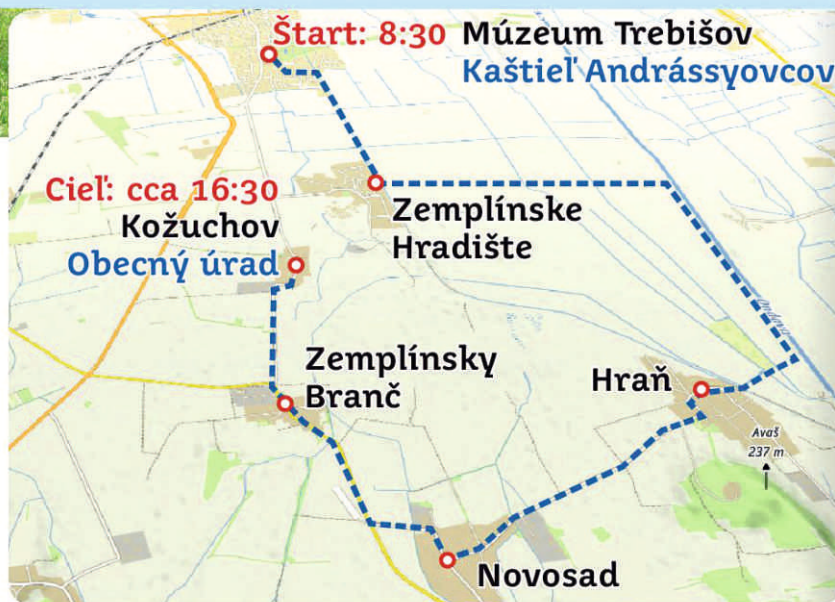 Štart: 8:30 Múzeum Trebišov
Kaštieľ Andrássyovcov
Cieľ: cca 16:30
Kožuchov
Obecný úrad
Zemplínske
Hradište
Zemplínsky
Branč
Hraň
Ondava
Avaš
237 m
Novosad